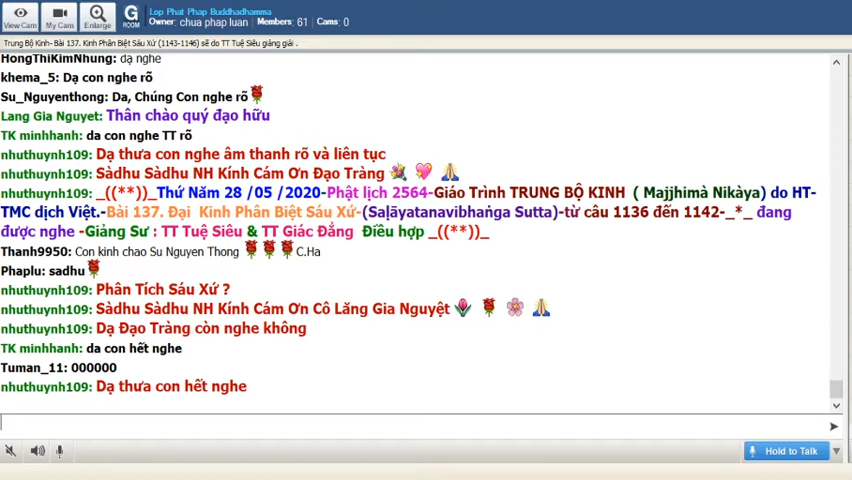 Lop Phat Phap Buddhadhamma
Owner: chua phap luan Members: 61 Cams: 0
View Cam My Cam Enlarge G ROOM
Trung Bộ Kinh- Bài 137. Kinh Phân Biệt Sáu Xứ (1143-1146) sẽ do TT Tuệ Siêu giảng giải .
HongThiKimNhung: dạ nghe
khema_5: Dạ con nghe rõ
Su_Nguyenthong: Da, Chúng Con nghe rõ
Lang Gia Nguyet: Thân chào quý đạo hữu
TK minhhanh: da con nghe TT rõ
nhuthuynh109: Dạ thưa con nghe âm thanh rõ và liên tục
nhuthuynh109: Sàdhu Sàdhu NH Kính Cám Ơn Đạo Tràng
nhuthuynh109: _((**))_Thứ Năm 28 /05 /2020-Phật lịch 2564-Giáo Trình TRUNG BỘ KINH ( Majjhimà Nikàya) do HT-
TMC dịch Việt.-Bài 137. Đại Kinh Phân Biệt Sáu Xứ-(Saḷāyatanavibhaṅga Sutta)-từ câu 1136 đến 1142-_*_ đang
được nghe -Giảng Sư : TT Tuệ Siêu & TT Giác Đẳng Điều hợp _((**))_
Thanh9950: Con kinh chao Su Nguyen Thong C.Ha
Phaplu: sadhu
nhuthuynh109: Phân Tích Sáu Xứ ?
nhuthuynh109: Sàdhu Sàdhu NH Kính Cám Ơn Cô Lăng Gia Nguyệt
nhuthuynh109: Dạ Đạo Tràng còn nghe không
TK minhhanh: da con hết nghe
Tuman_11: 000000
nhuthuynh109: Dạ thưa con hết nghe
Hold to Talk